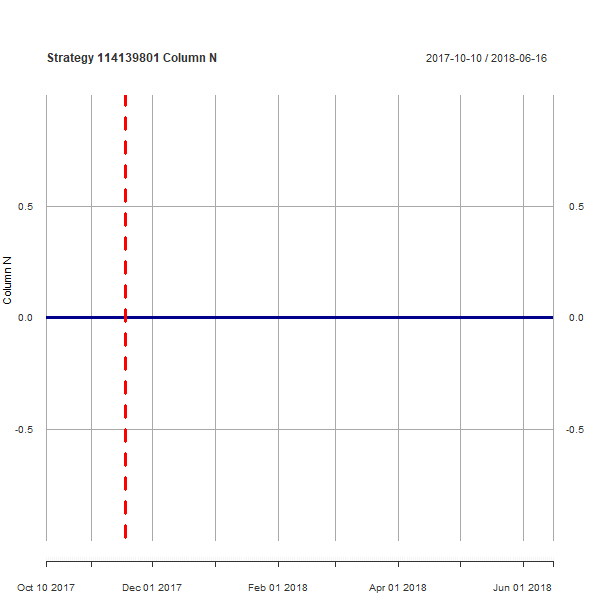 Strategy 114139801 Column N
2017-10-10 / 2018-06-16
0.5
0.5
Column N
0.0
0.0
-0.5
-0.5
Oct 10 2017
Dec 01 2017
Feb 01 2018
Apr 01 2018
Jun 01 2018